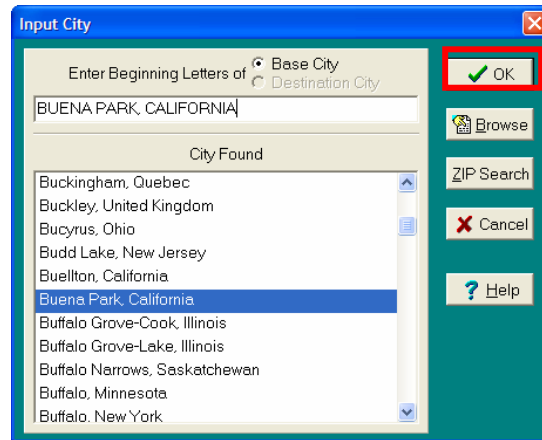 Input City
Enter Beginning Letters of
Base City
Destination City
BUENA PARK, CALIFORNIA
City Found
Buckingham, Quebec
Buckley, United Kingdom
Bucyrus, Ohio
Budd Lake, New Jersey
Buellton, California
Buena Park, California
Buffalo Grove-Cook, Illinois
Buffalo Grove-Lake, Illinois
Buffalo Narrows, Saskatchewan
Buffalo, Minnesota
Buffalo, New York
OK
Browse
ZIP Search
Cancel
Help